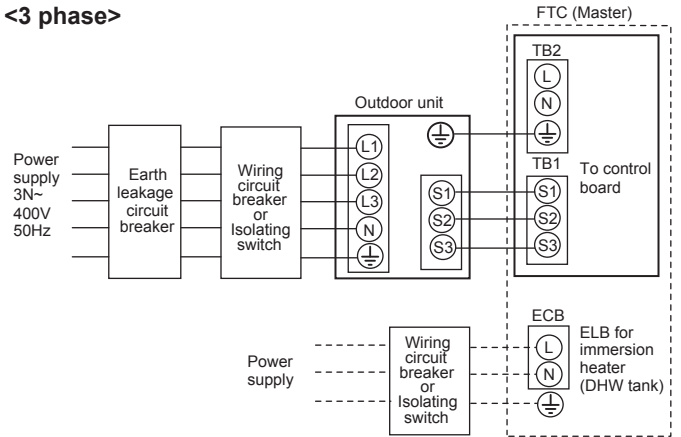 <3 phase>
FTC (Master)
TB2
L
N
Outdoor unit
Power
supply
3N~
400V
50Hz
Earth
leakage
circuit
breaker
Wiring
circuit
breaker
or
Isolating
switch
L1
L2
L3
N
S1
S2
S3
TB1
S1
S2
S3
To control
board
Power
supply
Wiring
circuit
breaker
or
Isolating
switch
ECB
L
N
ELB for
immersion
heater
(DHW tank)